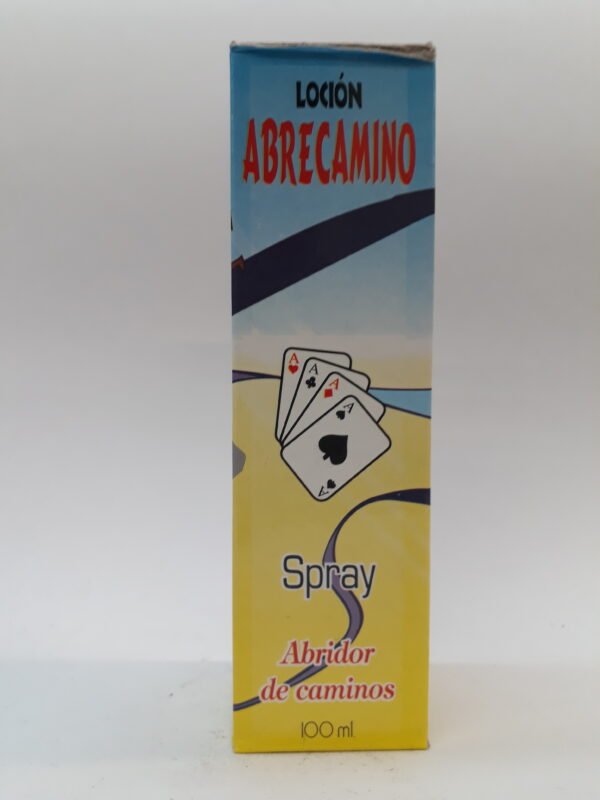 LOCIÓN
ABRECAMINO
A
A
A
A
A
Spray
Abridor
de caminos
100 ml.